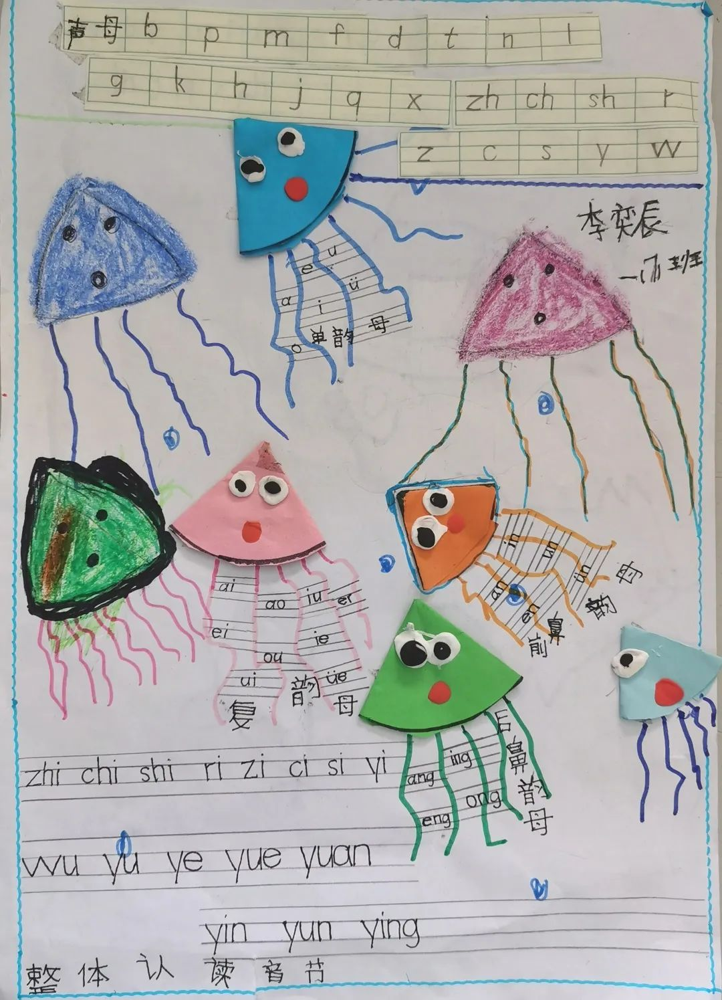 声母 b p m f d t n l
g k h j q x zh ch sh r
z c s y w
李奕辰
一(1)班
u
e
ü
a
i
o
单韵母
in
un
ün
an
en
前鼻韵母
ai
ao
iu
er
ei
ie
ou
ui
üe
复韵母
ing
ang
ong
eng
后鼻韵母
zhi chi shi ri zi ci si yi
wu yu ye yue yuan
yin yun ying
整体认读音节